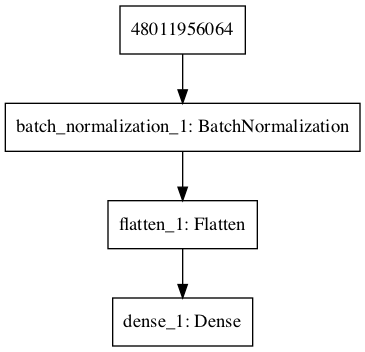 48011956064
batch_normalization_1: BatchNormalization
flatten_1: Flatten
dense_1: Dense